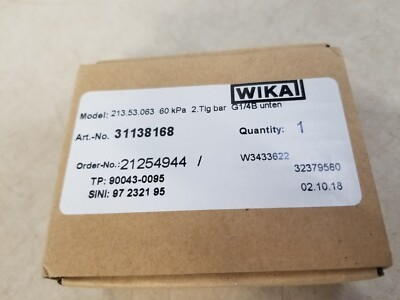 WIKAI
Model: 213.53.063 60 kPa 2.Tlg bar G1/4B unten
Art.-No. 31138168
Quantity: 1
Order-No.:21254944 /
W3433622
32379560
TP: 90043-0095
SINI: 97 2321 95
02.10.18